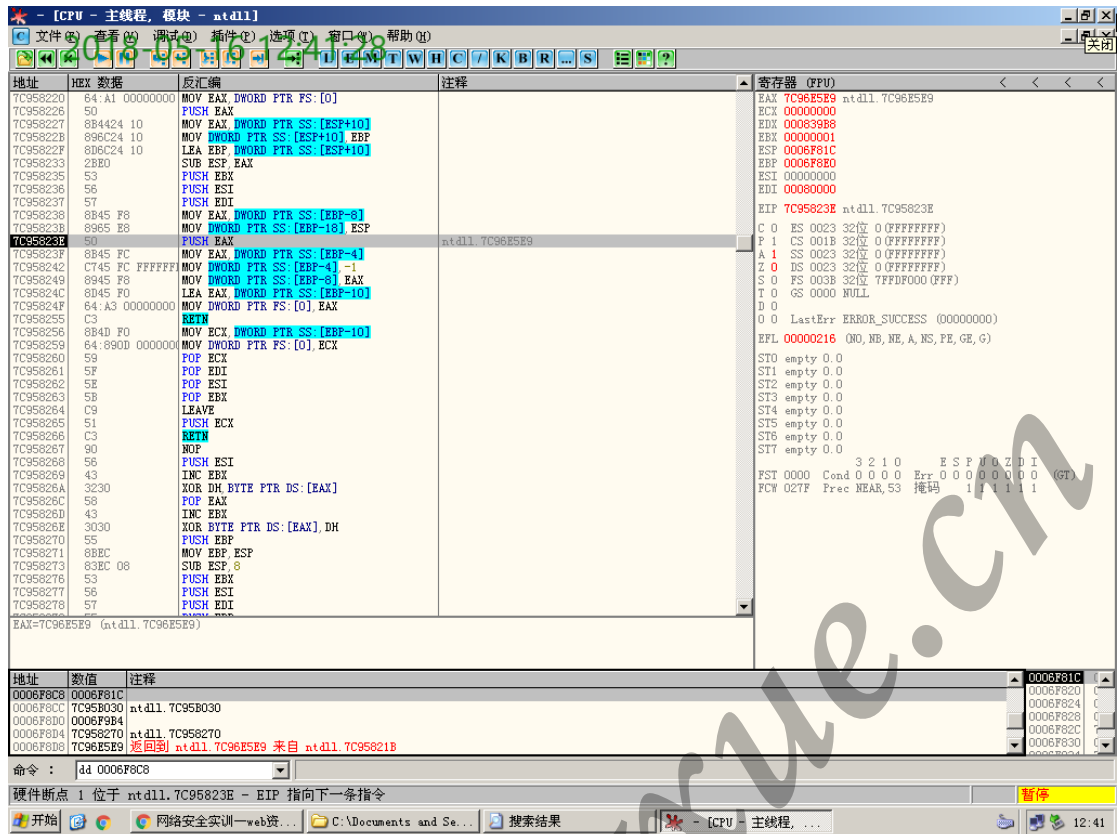 - [CPU - 主线程, 模块 - ntdll]
文件(F) 查看(V) 调试(D) 插件(P) 选项(T) 窗口(W) 帮助(H)
关闭
2018-05-16 12:41:28
L E M T W H C / K B R ... S
地址 HEX 数据 反汇编 注释
7C958220 64:A1 00000000 MOV EAX,DWORD PTR FS:[0]
7C958226 50 PUSH EAX
7C958227 8B4424 10 MOV EAX,DWORD PTR SS:[ESP+10]
7C95822B 896C24 10 MOV DWORD PTR SS:[ESP+10],EBP
7C95822F 8D6C24 10 LEA EBP,DWORD PTR SS:[ESP+10]
7C958233 2BE0 SUB ESP,EAX
7C958235 53 PUSH EBX
7C958236 56 PUSH ESI
7C958237 57 PUSH EDI
7C958238 8B45 F8 MOV EAX,DWORD PTR SS:[EBP-8]
7C95823B 8965 E8 MOV DWORD PTR SS:[EBP-18],ESP
7C95823E 50 PUSH EAX ntdll.7C96E5E9
7C95823F 8B45 FC MOV EAX,DWORD PTR SS:[EBP-4]
7C958242 C745 FC FFFFFF MOV DWORD PTR SS:[EBP-4],-1
7C958249 8945 F8 MOV DWORD PTR SS:[EBP-8],EAX
7C95824C 8D45 F0 LEA EAX,DWORD PTR SS:[EBP-10]
7C95824F 64:A3 00000000 MOV DWORD PTR FS:[0],EAX
7C958255 C3 RETN
7C958256 8B4D F0 MOV ECX,DWORD PTR SS:[EBP-10]
7C958259 64:890D 000000 MOV DWORD PTR FS:[0],ECX
7C958260 59 POP ECX
7C958261 5F POP EDI
7C958262 5E POP ESI
7C958263 5B POP EBX
7C958264 C9 LEAVE
7C958265 51 PUSH ECX
7C958266 C3 RETN
7C958267 90 NOP
7C958268 56 PUSH ESI
7C958269 43 INC EBX
7C95826A 3230 XOR DH,BYTE PTR DS:[EAX]
7C95826C 58 POP EAX
7C95826D 43 INC EBX
7C95826E 3030 XOR BYTE PTR DS:[EAX],DH
7C958270 55 PUSH EBP
7C958271 8BEC MOV EBP,ESP
7C958273 83EC 08 SUB ESP,8
7C958276 53 PUSH EBX
7C958277 56 PUSH ESI
7C958278 57 PUSH EDI
EAX=7C96E5E9 (ntdll.7C96E5E9)
寄存器 (FPU) < < < <
EAX 7C96E5E9 ntdll.7C96E5E9
ECX 00000000
EDX 000839B8
EBX 00000001
ESP 0006F81C
EBP 0006F8E0
ESI 00000000
EDI 00080000
EIP 7C95823E ntdll.7C95823E
C 0 ES 0023 32位 0(FFFFFFFF)
P 1 CS 001B 32位 0(FFFFFFFF)
A 1 SS 0023 32位 0(FFFFFFFF)
Z 0 DS 0023 32位 0(FFFFFFFF)
S 0 FS 003B 32位 7FFDF000(FFF)
T 0 GS 0000 NULL
D 0
O 0 LastErr ERROR_SUCCESS (00000000)
EFL 00000216 (NO,NB,NE,A,NS,PE,GE,G)
ST0 empty 0.0
ST1 empty 0.0
ST2 empty 0.0
ST3 empty 0.0
ST4 empty 0.0
ST5 empty 0.0
ST6 empty 0.0
ST7 empty 0.0
3 2 1 0 E S P U O Z D I
FST 0000 Cond 0 0 0 0 Err 0 0 0 0 0 0 0 0 (GT)
FCW 027F Prec NEAR,53 掩码 1 1 1 1 1 1
地址 数值 注释
0006F8C8 0006F81C
0006F8CC 7C95B030 ntdll.7C95B030
0006F8D0 0006F9B4
0006F8D4 7C958270 ntdll.7C958270
0006F8D8 7C96E5E9 返回到 ntdll.7C96E5E9 来自 ntdll.7C95821B
0006F81C
0006F820
0006F824
0006F828
0006F82C
0006F830
命令 : dd 0006F8C8
硬件断点 1 位于 ntdll.7C95823E - EIP 指向下一条指令
暂停
开始 网络安全实训一web资... C:\Documents and Se... 搜索结果 - [CPU - 主线程, ... 12:41
rue.cn